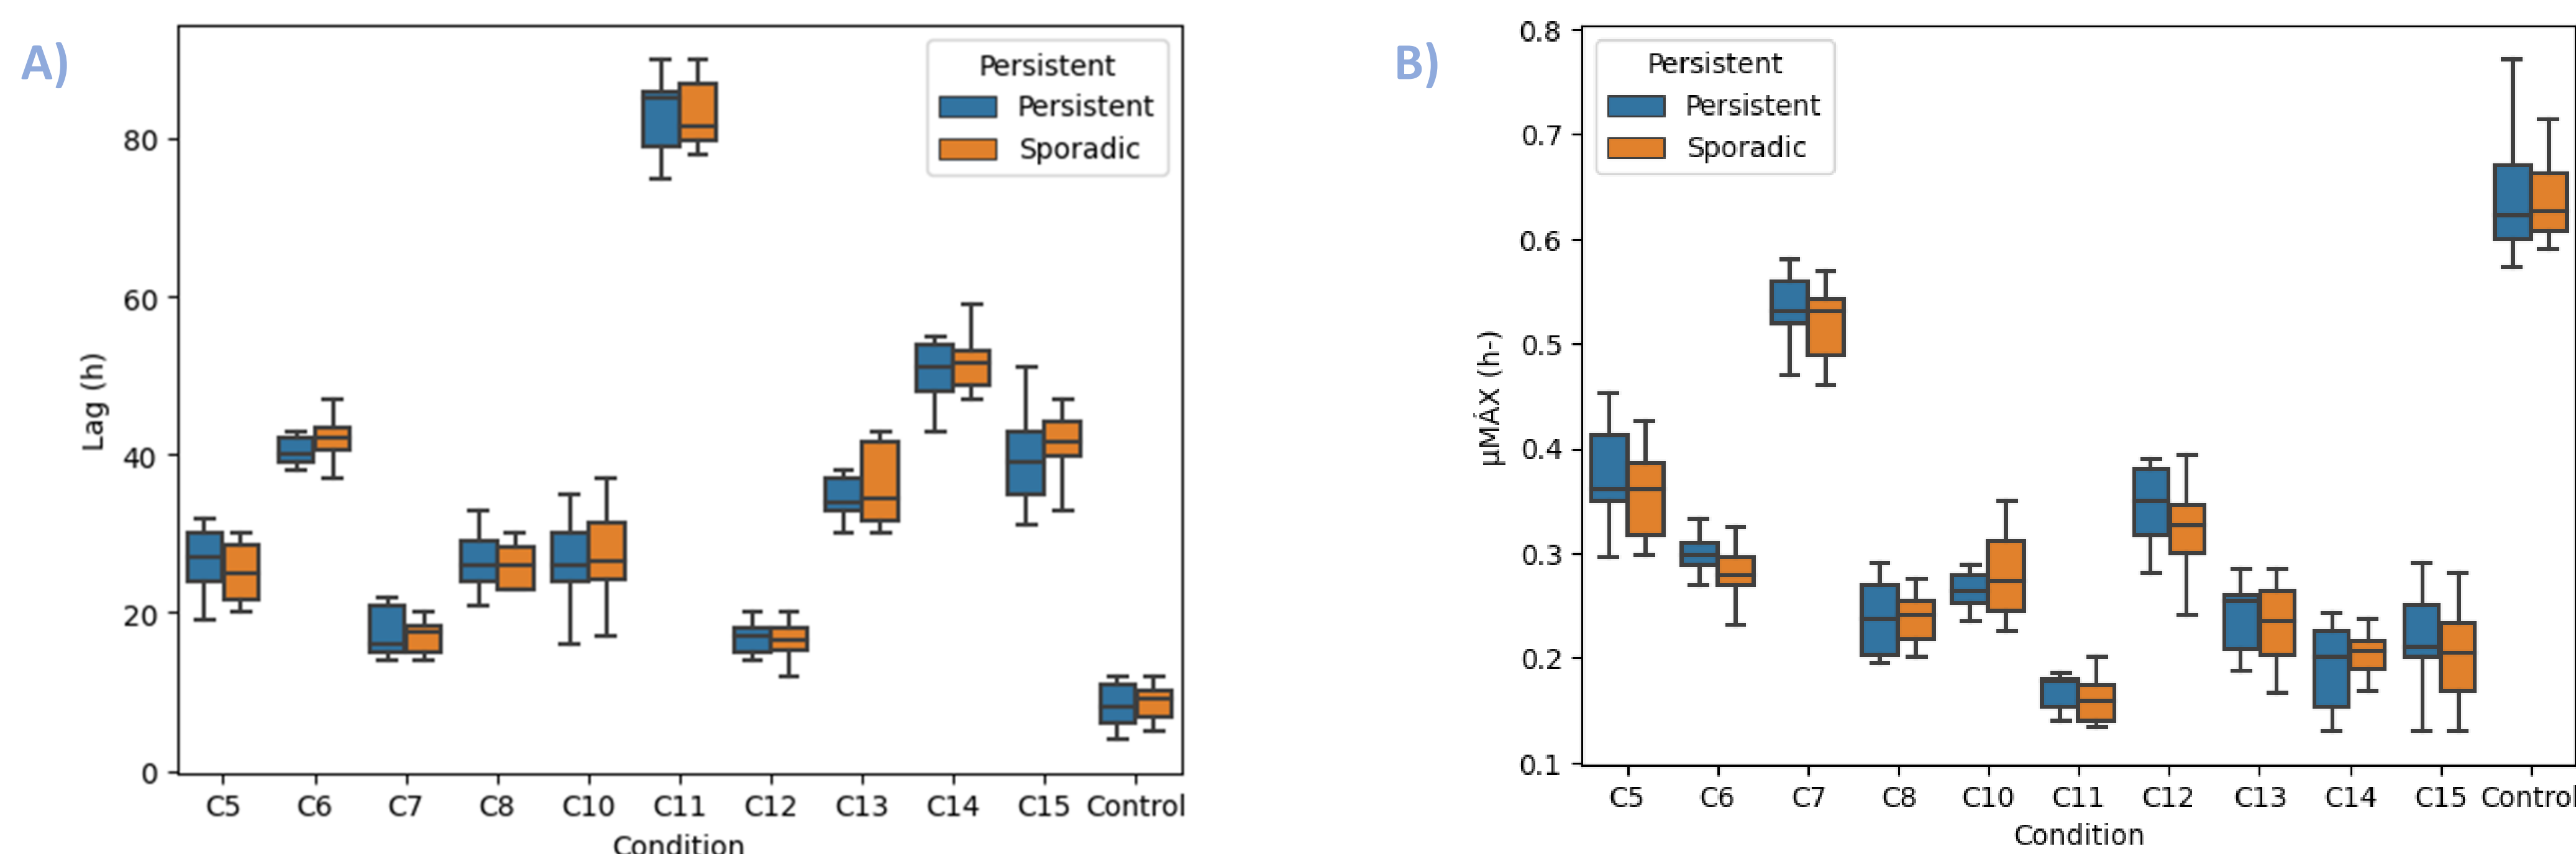 A)
Persistent
Persistent
Sporadic
80
60
40
20
0
Lag (h)
C5 C6 C7 C8 C10 C11 C12 C13 C14 C15 Control
Condition
B)
Persistent
Persistent
Sporadic
0.8
0.7
0.6
0.5
0.4
0.3
0.2
0.1
µMÁX (h-)
C5 C6 C7 C8 C10 C11 C12 C13 C14 C15 Control
Condition